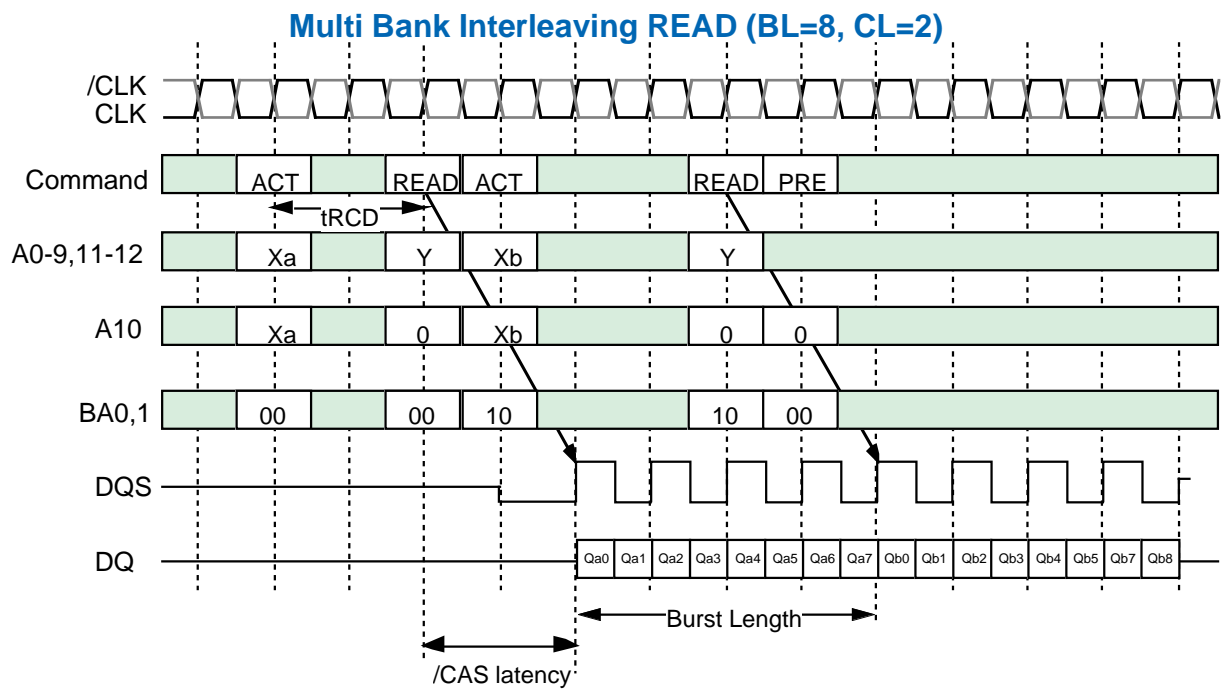 Multi Bank Interleaving READ (BL=8, CL=2)
/CLK
CLK
Command ACT READ ACT READ PRE
tRCD
A0-9,11-12 Xa Y Xb Y
A10 Xa 0 Xb 0 0
BA0,1 00 00 10 10 00
DQS
DQ Qa0 Qa1 Qa2 Qa3 Qa4 Qa5 Qa6 Qa7 Qb0 Qb1 Qb2 Qb3 Qb4 Qb5 Qb7 Qb8
Burst Length
/CAS latency